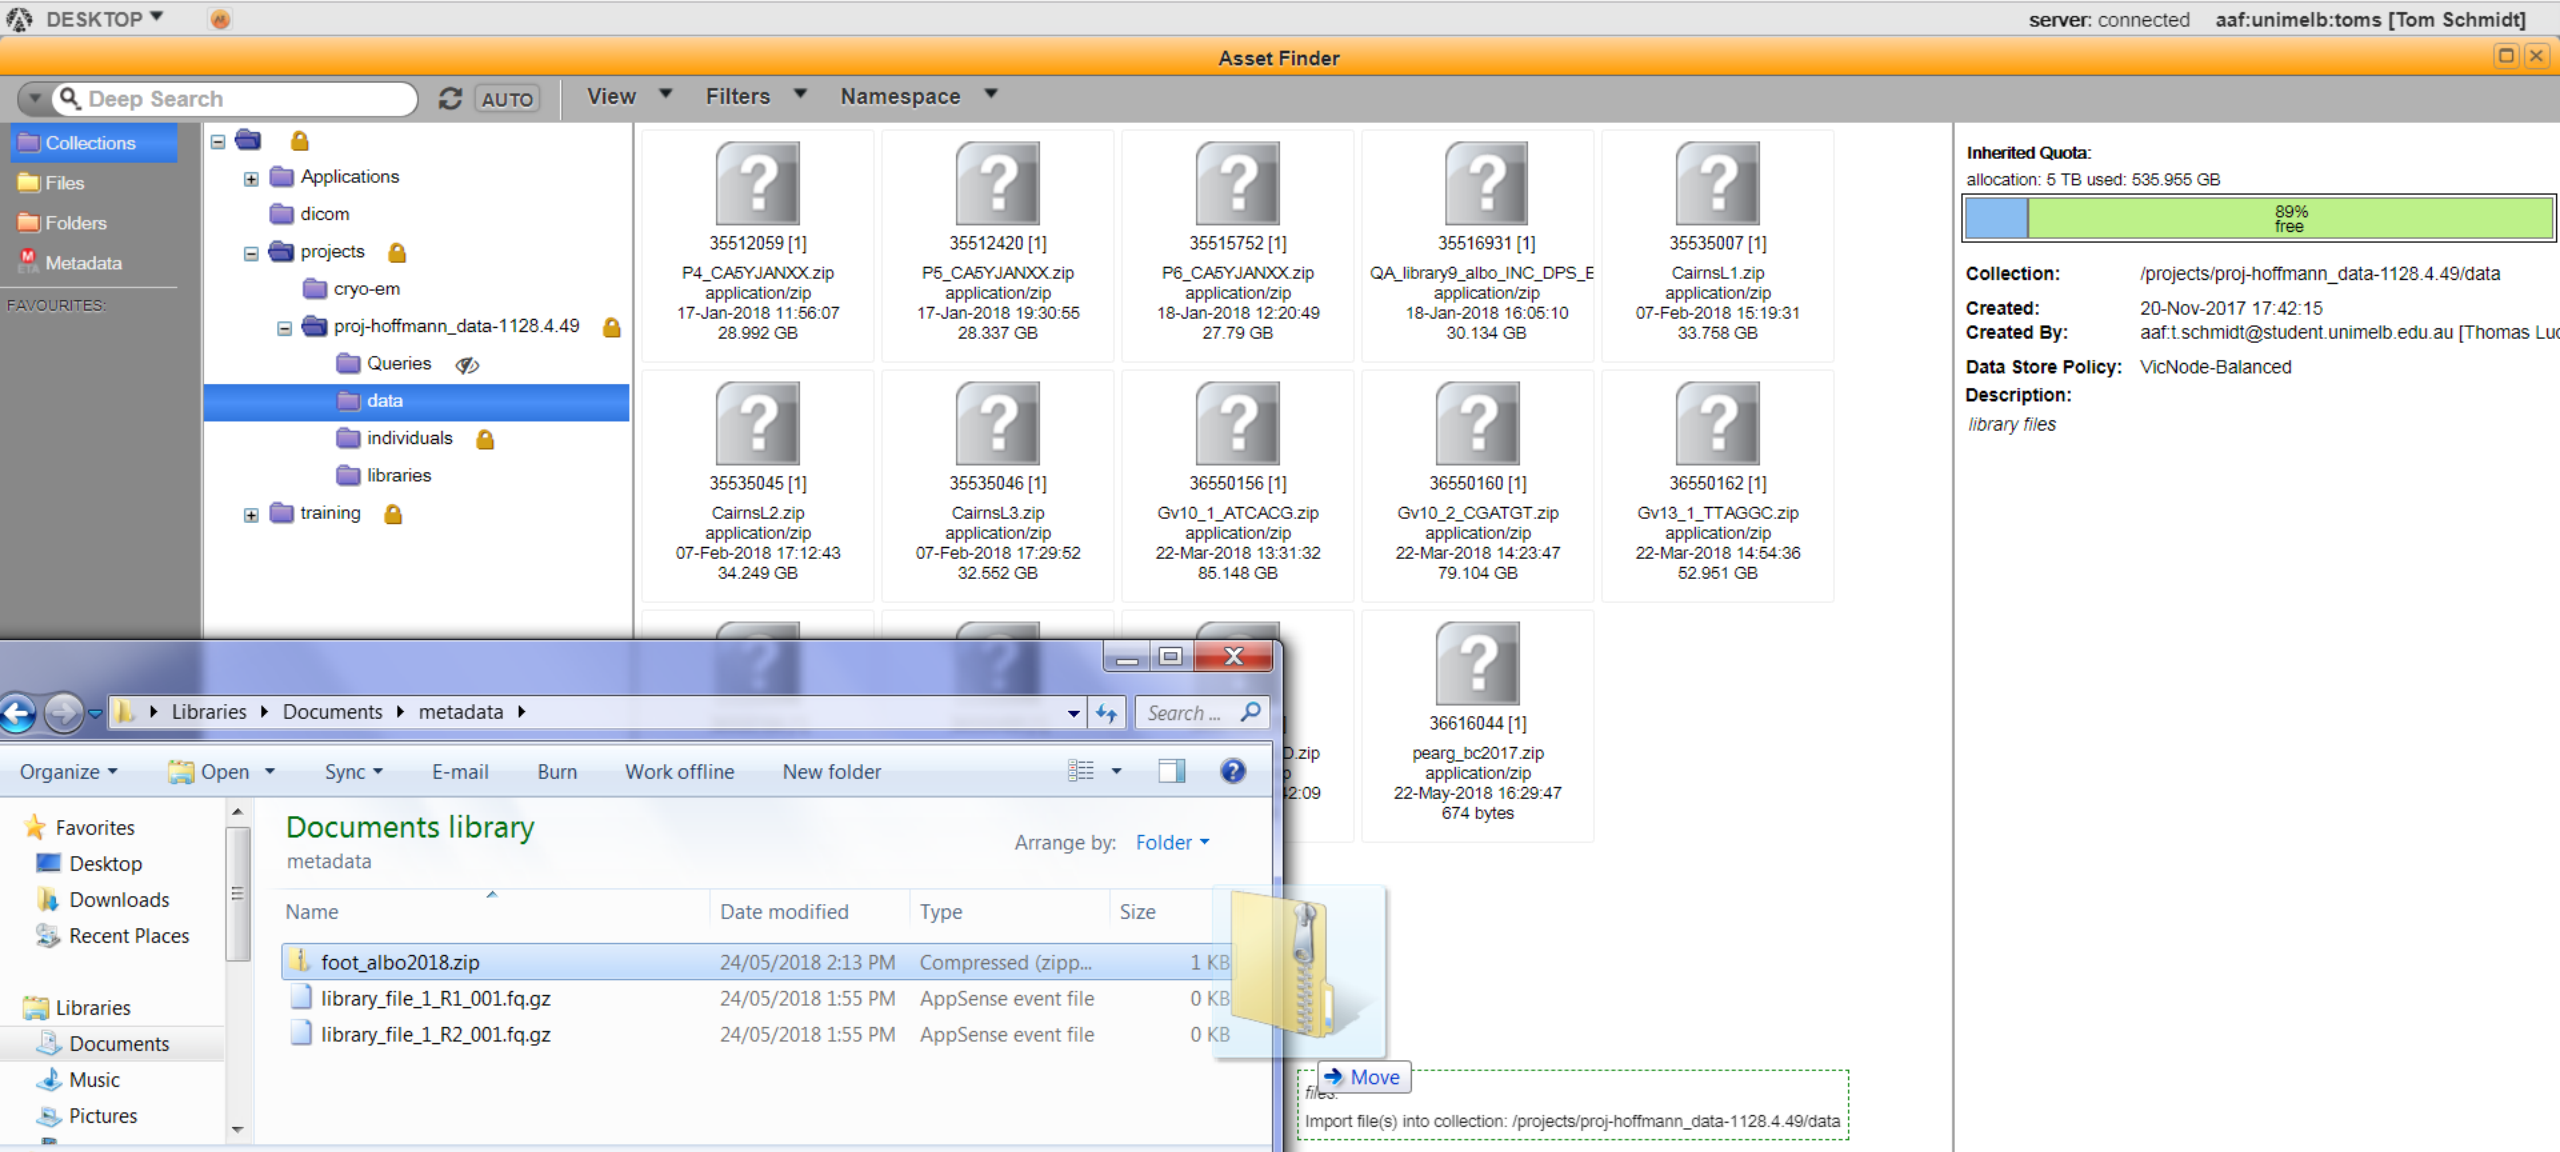 DESKTOP
server: connected aaf:unimelb:toms [Tom Schmidt]
Asset Finder
Deep Search
AUTO
View
Filters
Namespace
Collections
Files
Folders
Metadata
FAVOURITES:
Applications
dicom
projects
cryo-em
proj-hoffmann_data-1128.4.49
Queries
data
individuals
libraries
training
35512059 [1]
P4_CA5YJANXX.zip
application/zip
17-Jan-2018 11:56:07
28.992 GB
35512420 [1]
P5_CA5YJANXX.zip
application/zip
17-Jan-2018 19:30:55
28.337 GB
35515752 [1]
P6_CA5YJANXX.zip
application/zip
18-Jan-2018 12:20:49
27.79 GB
35516931 [1]
QA_library9_albo_INC_DPS_E
application/zip
18-Jan-2018 16:05:10
30.134 GB
35535007 [1]
CairnsL1.zip
application/zip
07-Feb-2018 15:19:31
33.758 GB
35535045 [1]
CairnsL2.zip
application/zip
07-Feb-2018 17:12:43
34.249 GB
35535046 [1]
CairnsL3.zip
application/zip
07-Feb-2018 17:29:52
32.552 GB
36550156 [1]
Gv10_1_ATCACG.zip
application/zip
22-Mar-2018 13:31:32
85.148 GB
36550160 [1]
Gv10_2_CGATGT.zip
application/zip
22-Mar-2018 14:23:47
79.104 GB
36550162 [1]
Gv13_1_TTAGGC.zip
application/zip
22-Mar-2018 14:54:36
52.951 GB
.zip
42:09
36616044 [1]
pearg_bc2017.zip
application/zip
22-May-2018 16:29:47
674 bytes
Inherited Quota:
allocation: 5 TB used: 535.955 GB
89%
free
Collection: /projects/proj-hoffmann_data-1128.4.49/data
Created: 20-Nov-2017 17:42:15
Created By: aaf:t.schmidt@student.unimelb.edu.au [Thomas Luc
Data Store Policy: VicNode-Balanced
Description:
library files
Libraries Documents metadata
Search ...
Organize Open Sync E-mail Burn Work offline New folder
Favorites
Desktop
Downloads
Recent Places
Libraries
Documents
Music
Pictures
Documents library
metadata
Arrange by: Folder
Name Date modified Type Size
foot_albo2018.zip 24/05/2018 2:13 PM Compressed (zipp... 1 KB
library_file_1_R1_001.fq.gz 24/05/2018 1:55 PM AppSense event file 0 KB
library_file_1_R2_001.fq.gz 24/05/2018 1:55 PM AppSense event file 0 KB
Move
files:
Import file(s) into collection: /projects/proj-hoffmann_data-1128.4.49/data